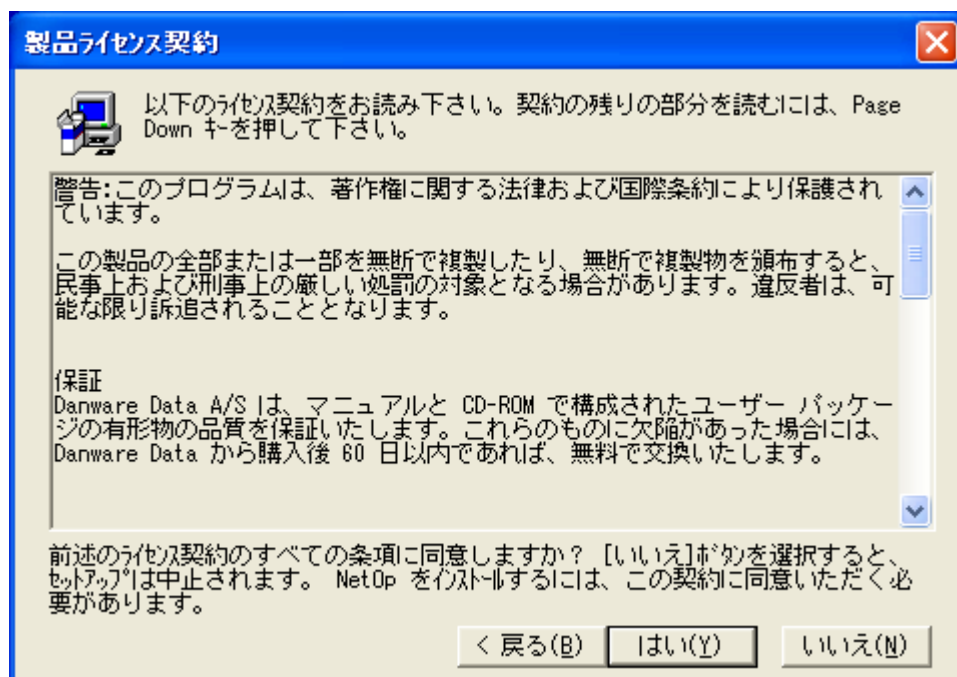 製品ﾗｲｾﾝｽ契約
以下のﾗｲｾﾝｽ契約をお読み下さい。契約の残りの部分を読むには、Page
Down ｷｰを押して下さい。
警告:このプログラムは、著作権に関する法律および国際条約により保護され
ています。
この製品の全部または一部を無断で複製したり、無断で複製物を頒布すると、
民事上および刑事上の厳しい処罰の対象となる場合があります。違反者は、可
能な限り訴追されることとなります。
保証
Danware Data A/S は、マニュアルと CD-ROM で構成されたユーザー パッケー
ジの有形物の品質を保証いたします。これらのものに欠陥があった場合には、
Danware Data から購入後 60 日以内であれば、無料で交換いたします。
前述のﾗｲｾﾝｽ契約のすべての条項に同意しますか？ [いいえ]ﾎﾞﾀﾝを選択すると、
ｾｯﾄｱｯﾌﾟは中止されます。 NetOp をｲﾝｽﾄｰﾙするには、この契約に同意いただく必
要があります。
< 戻る(B) はい(Y) いいえ(N)